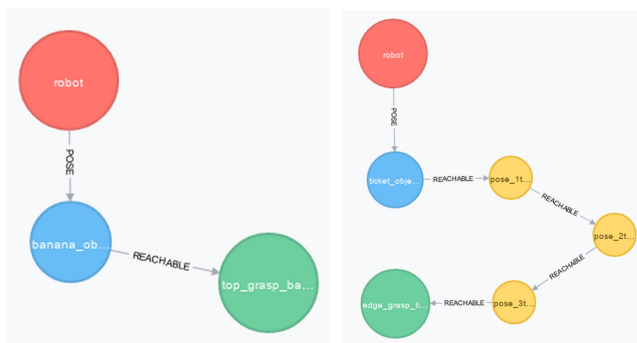 robot
POSE
banana_ob...
REACHABLE
top_grasp_ba...
robot
POSE
ticket_obje...
REACHABLE
pose_1t...
REACHABLE
pose_2t...
REACHABLE
pose_3t...
REACHABLE
edge_grasp_ti...